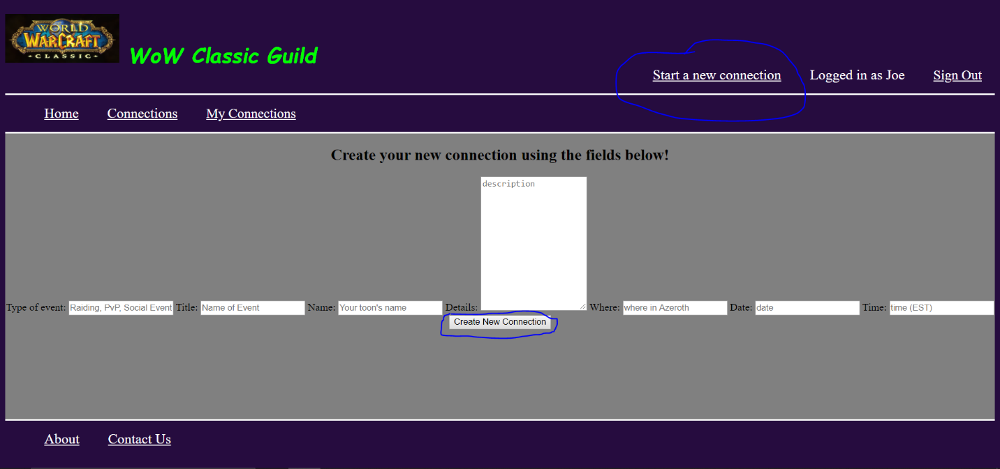 WORLD
WARCRAFT
CLASSIC
WoW Classic Guild
Start a new connection Logged in as Joe Sign Out
Home Connections My Connections
Create your new connection using the fields below!
description
Type of event: Raiding, PvP, Social Event Title: Name of Event Name: Your toon's name Details: Where: where in Azeroth Date: date Time: time (EST)
Create New Connection
About Contact Us